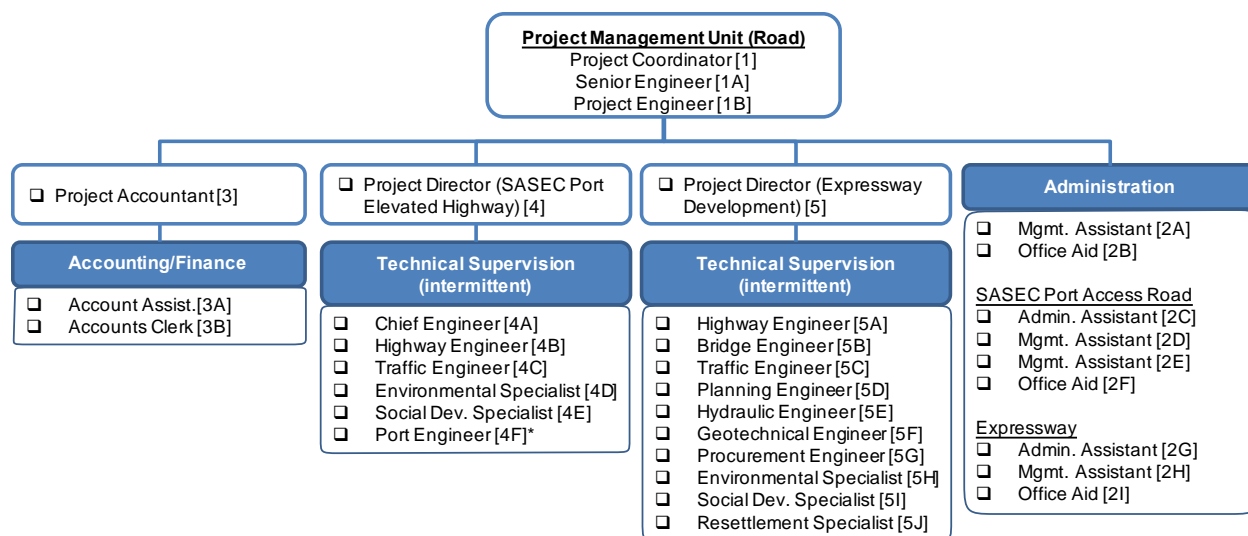 Project Management Unit (Road)
Project Coordinator [1]
Senior Engineer [1A]
Project Engineer [1B]
Project Accountant [3]
Accounting/Finance
Account Assist.[3A]
Accounts Clerk [3B]
Project Director (SASEC Port
Elevated Highway) [4]
Technical Supervision
(intermittent)
Chief Engineer [4A]
Highway Engineer [4B]
Traffic Engineer [4C]
Environmental Specialist [4D]
Social Dev. Specialist [4E]
Port Engineer [4F]*
Project Director (Expressway
Development) [5]
Technical Supervision
(intermittent)
Highway Engineer [5A]
Bridge Engineer [5B]
Traffic Engineer [5C]
Planning Engineer [5D]
Hydraulic Engineer [5E]
Geotechnical Engineer [5F]
Procurement Engineer [5G]
Environmental Specialist [5H]
Social Dev. Specialist [5I]
Resettlement Specialist [5J]
Administration
Mgmt. Assistant [2A]
Office Aid [2B]
SASEC Port Access Road
Admin. Assistant [2C]
Mgmt. Assistant [2D]
Mgmt. Assistant [2E]
Office Aid [2F]
Expressway
Admin. Assistant [2G]
Mgmt. Assistant [2H]
Office Aid [2I]